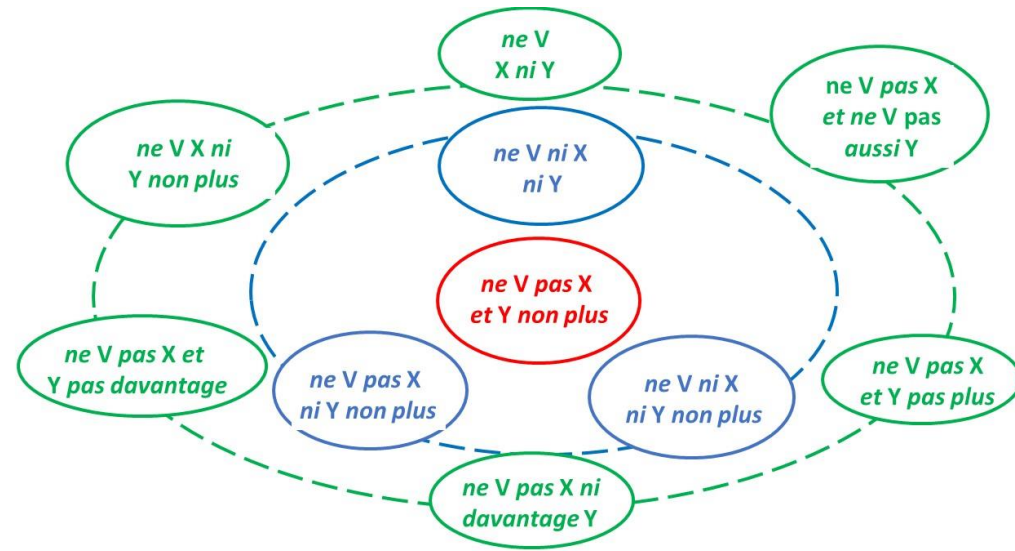 ne V
X ni Y
ne V pas X
et ne V pas
aussi Y
ne V X ni
Y non plus
ne V ni X
ni Y
ne V pas X
et Y non plus
ne V pas X et
Y pas davantage
ne V pas X
ni Y non plus
ne V ni X
ni Y non plus
ne V pas X
et Y pas plus
ne V pas X ni
davantage Y